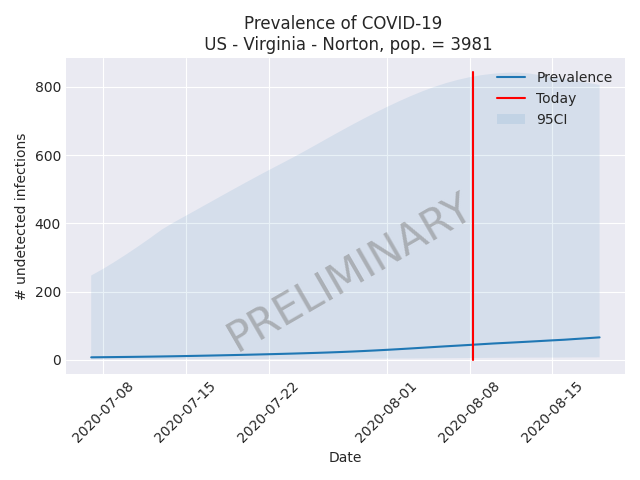 Prevalence of COVID-19
US - Virginia - Norton, pop. = 3981
Prevalence
Today
95CI
# undetected infections
800
600
400
200
0
PRELIMINARY
2020-07-08
2020-07-15
2020-07-22
2020-08-01
2020-08-08
2020-08-15
Date